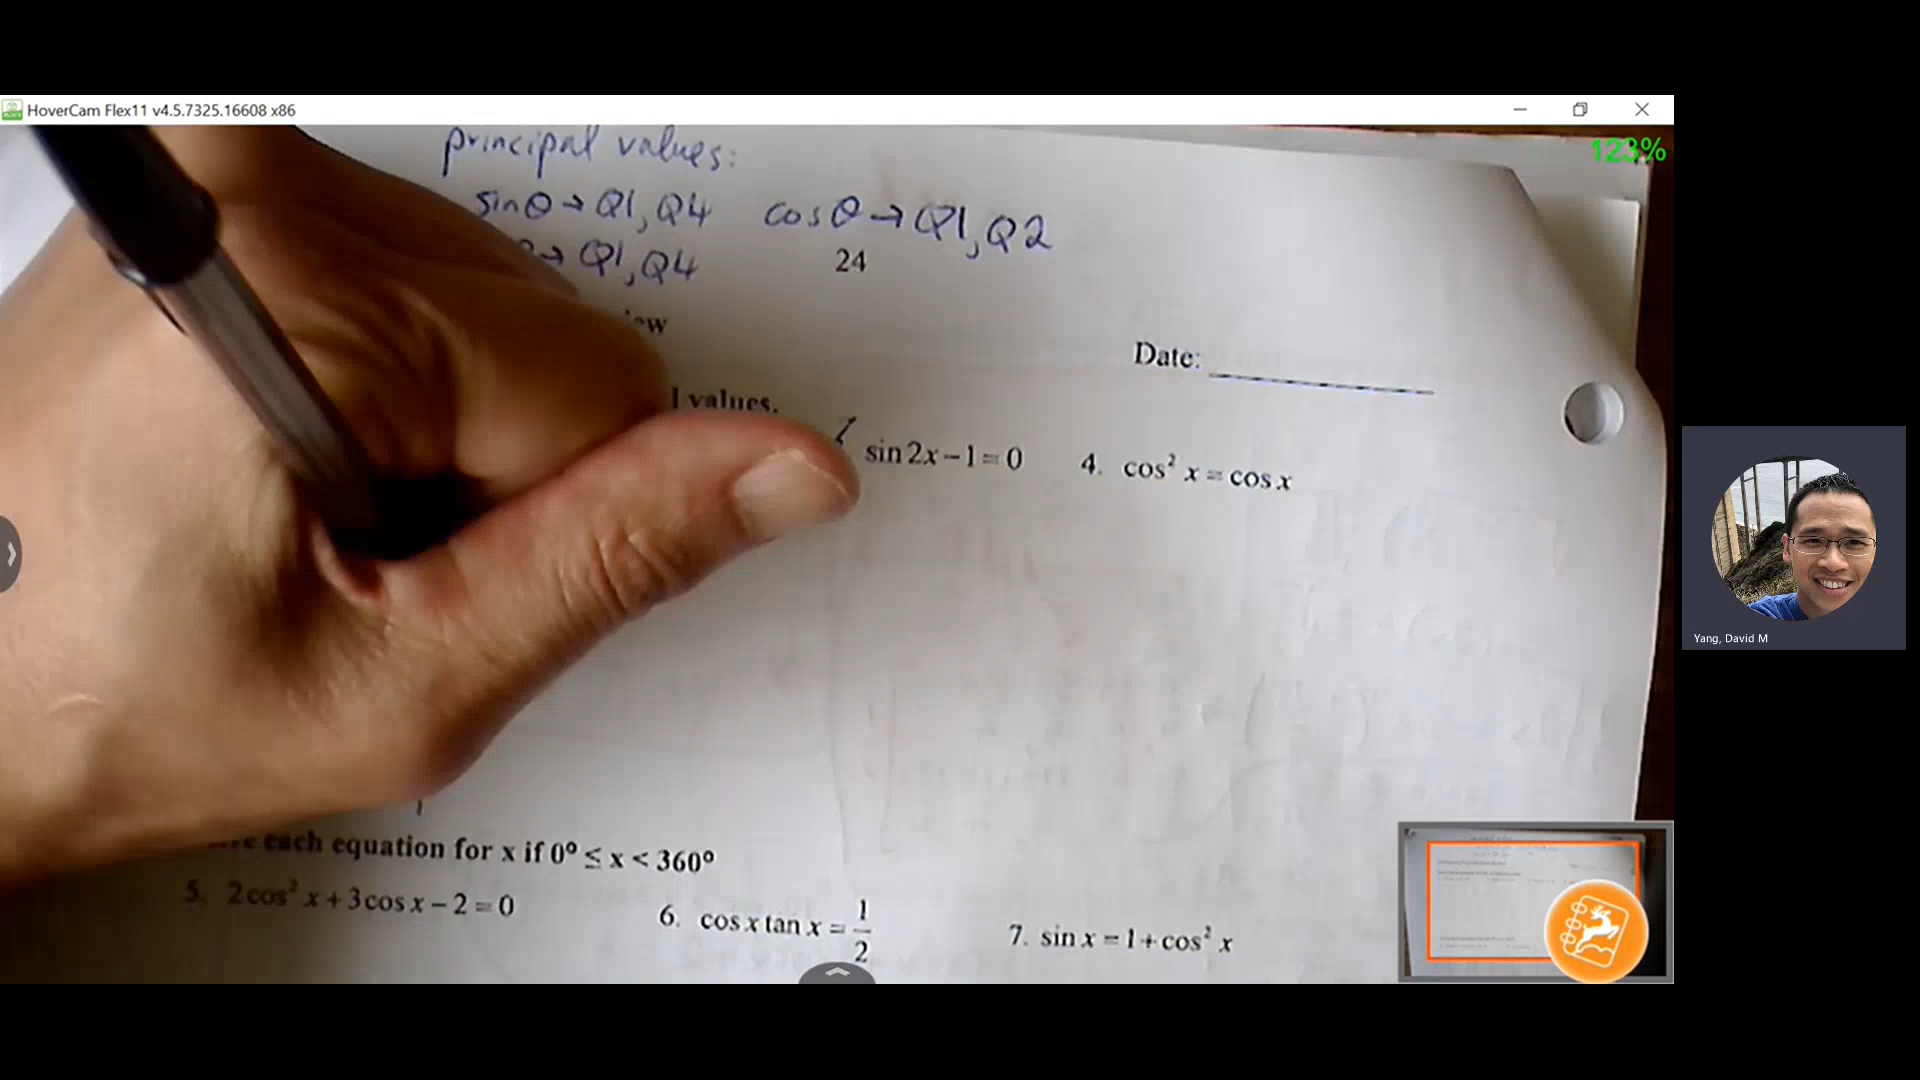 HoverCam Flex11 v4.5.7325.16608 x86
123%
principal values:
sinθ → Q1, Q4 cosθ → Q1, Q2
→ Q1, Q4
24
Date:
values.
sin 2x − 1 = 0
4. cos² x = cos x
each equation for x if 0° ≤ x < 360°
5. 2cos² x + 3cos x − 2 = 0
6. cos x tan x = 1/2
7. sin x = 1 + cos² x
Yang, David M